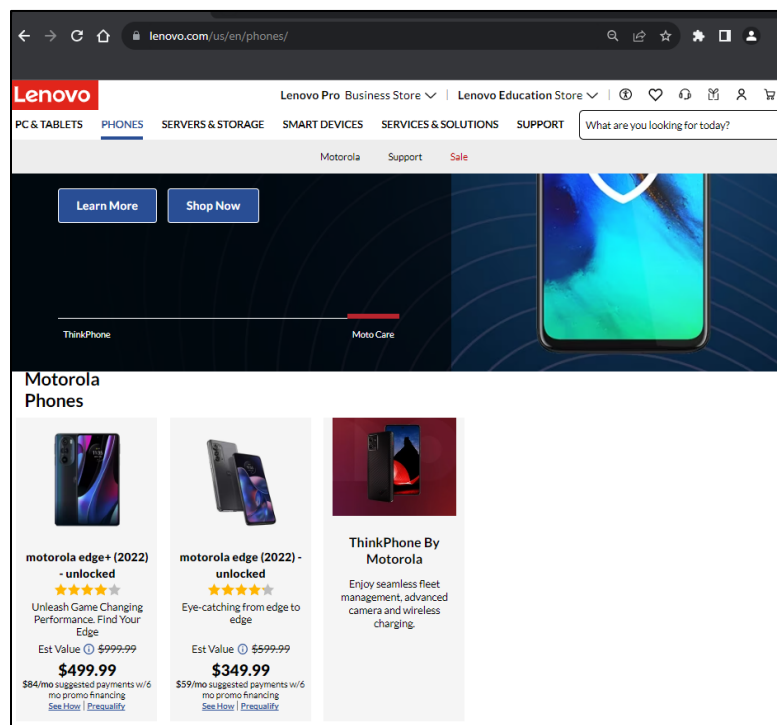 lenovo.com/us/en/phones/
Lenovo
Lenovo Pro Business Store | Lenovo Education Store
PC & TABLETS PHONES SERVERS & STORAGE SMART DEVICES SERVICES & SOLUTIONS SUPPORT What are you looking for today?
Motorola Support Sale
Learn More Shop Now
ThinkPhone Moto Care
Motorola
Phones
motorola edge+ (2022)
- unlocked
Unleash Game Changing
Performance. Find Your
Edge
Est Value $999.99
$499.99
$84/mo suggested payments w/6
mo promo financing
See How | Prequalify
motorola edge (2022) -
unlocked
Eye-catching from edge to
edge
Est Value $599.99
$349.99
$59/mo suggested payments w/6
mo promo financing
See How | Prequalify
ThinkPhone By
Motorola
Enjoy seamless fleet
management, advanced
camera and wireless
charging.